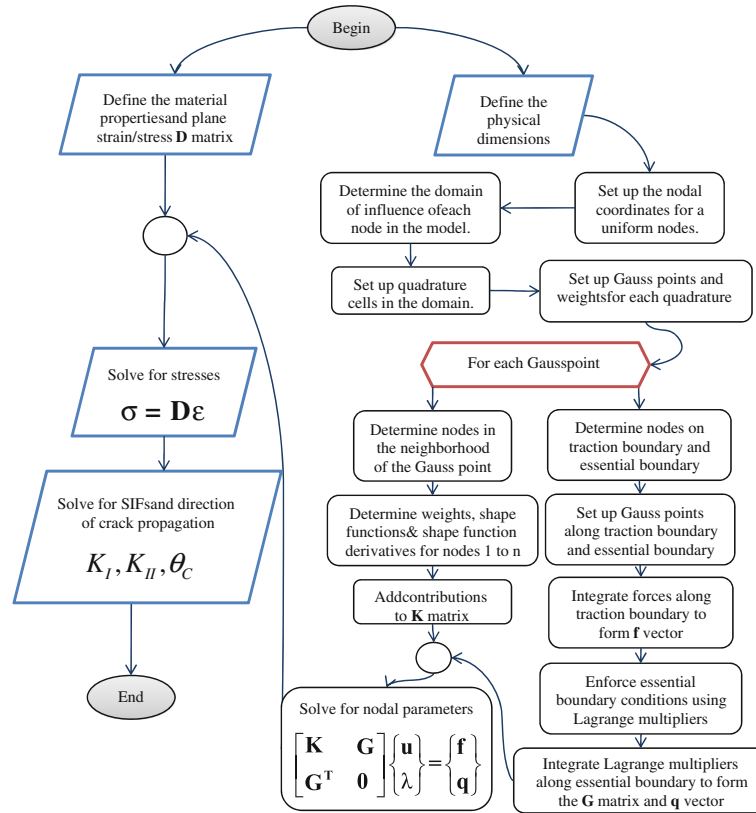 Begin
Define the material
propertiesand plane
strain/stress D matrix
Define the
physical
dimensions
Determine the domain
of influence ofeach
node in the model.
Set up the nodal
coordinates for a
uniform nodes.
Set up quadrature
cells in the domain.
Set up Gauss points and
weightsfor each quadrature
For each Gausspoint
Solve for stresses
σ = Dε
Determine nodes in
the neighborhood
of the Gauss point
Determine nodes on
traction boundary and
essential boundary
Solve for SIFsand direction
of crack propagation
K_I, K_II, θ_C
Determine weights, shape
functions& shape function
derivatives for nodes 1 to n
Set up Gauss points
along traction boundary
and essential boundary
Addcontributions
to K matrix
Integrate forces along
traction boundary to
form f vector
End
Solve for nodal parameters
[K G] {u} = {f}
[G^T 0] {λ} = {q}
Enforce essential
boundary conditions using
Lagrange multipliers
Integrate Lagrange multipliers
along essential boundary to form
the G matrix and q vector